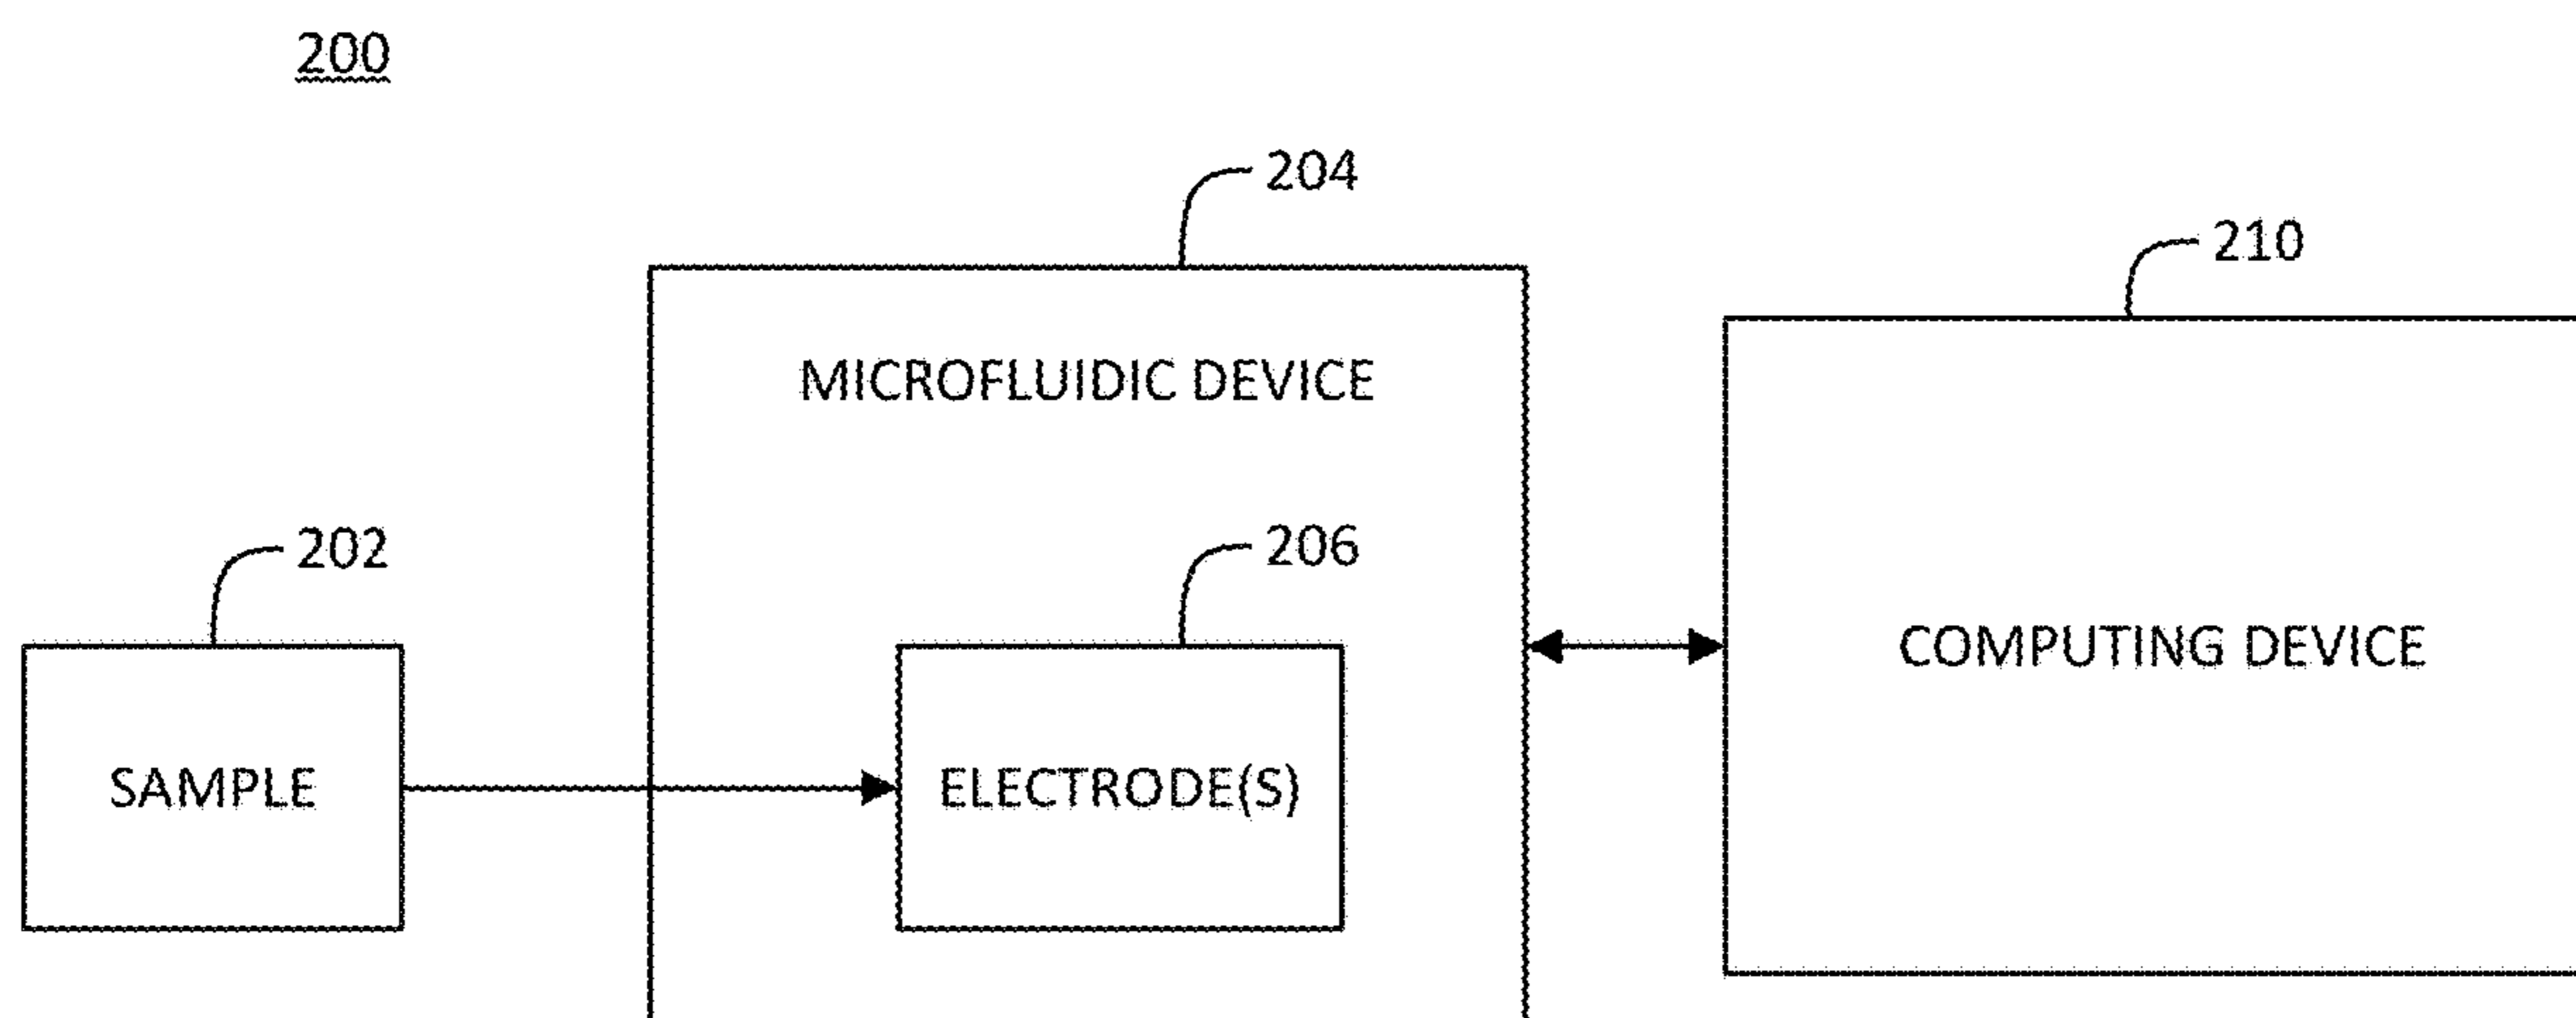 200
204
210
MICROFLUIDIC DEVICE
202
206
COMPUTING DEVICE
SAMPLE
ELECTRODE(S)